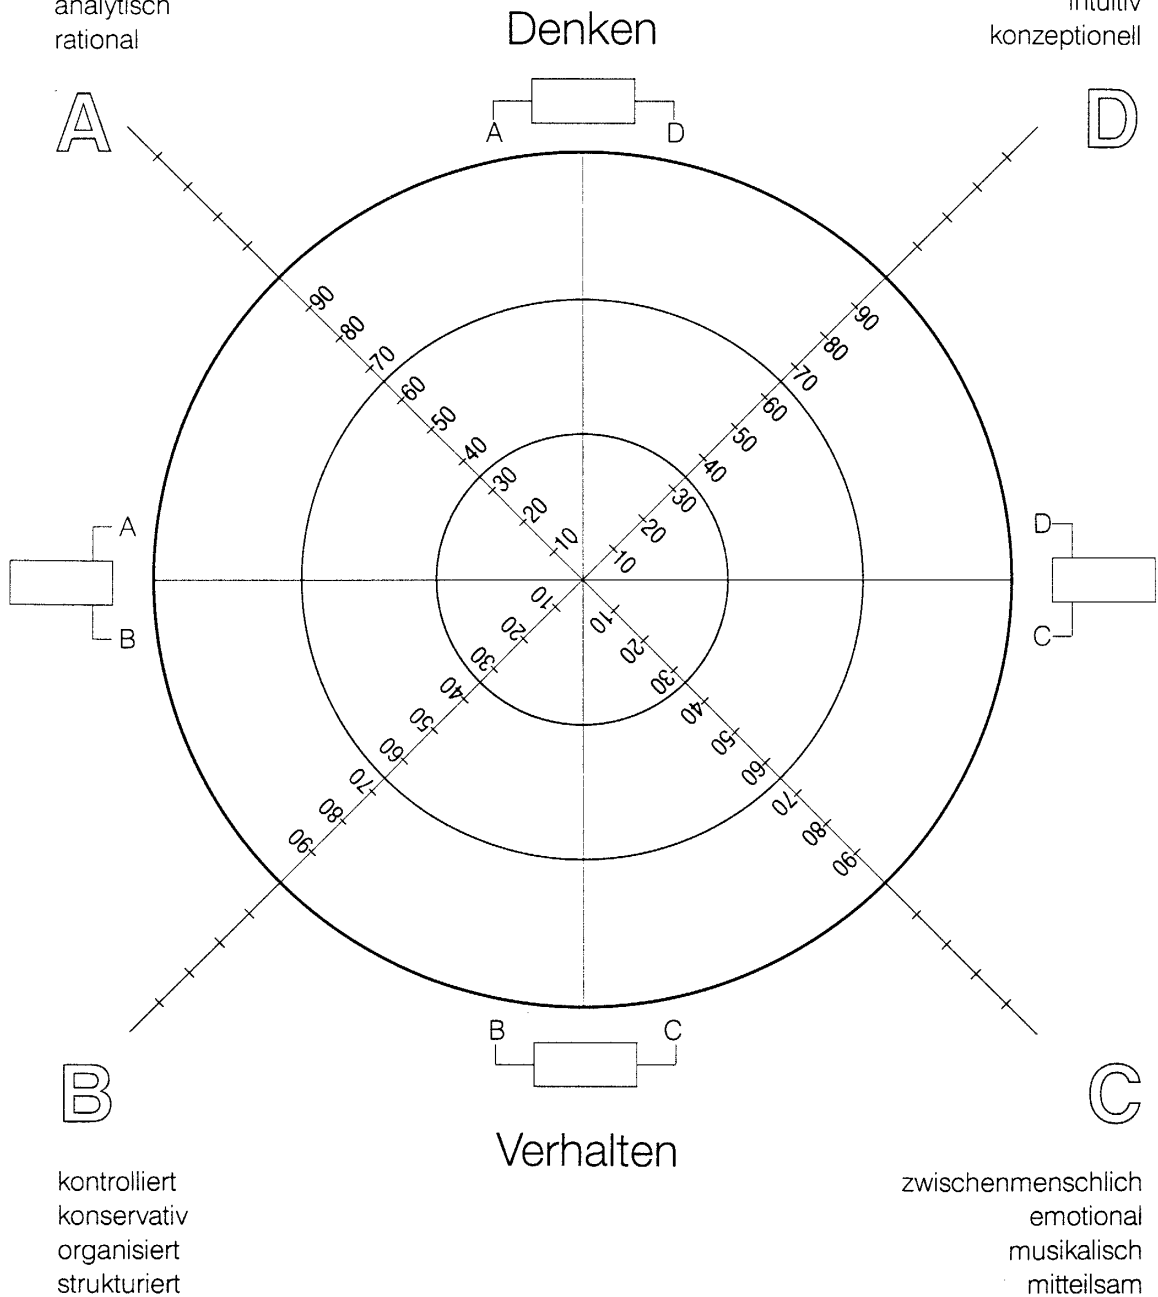 analytisch
rational
Denken
intuitiv
konzeptionell
A
D
A
D
90
80
70
60
50
40
30
20
10
90
80
70
60
50
40
30
20
10
A
B
D
C
10
20
30
40
50
60
70
80
90
10
20
30
40
50
60
70
80
90
B
C
B
C
Verhalten
kontrolliert
konservativ
organisiert
strukturiert
zwischenmenschlich
emotional
musikalisch
mitteilsam